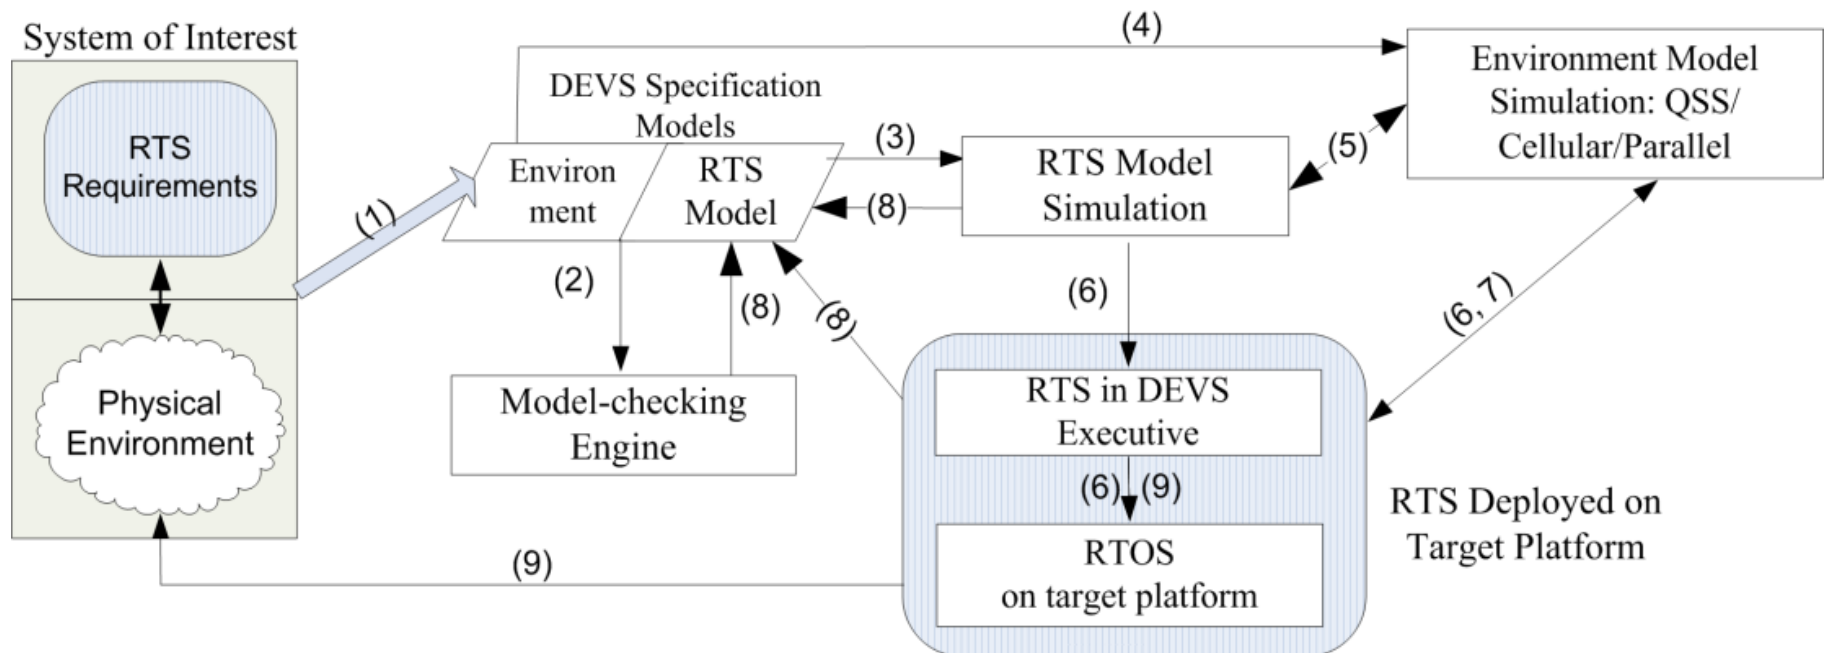 System of Interest
RTS
Requirements
Physical
Environment
(1)
DEVS Specification
Models
Environ
ment
RTS
Model
(2)
(8)
Model-checking
Engine
(3)
(8)
(8)
(4)
RTS Model
Simulation
(5)
Environment Model
Simulation: QSS/
Cellular/Parallel
(6)
(6, 7)
RTS in DEVS
Executive
(6)
(9)
RTOS
on target platform
RTS Deployed on
Target Platform
(9)